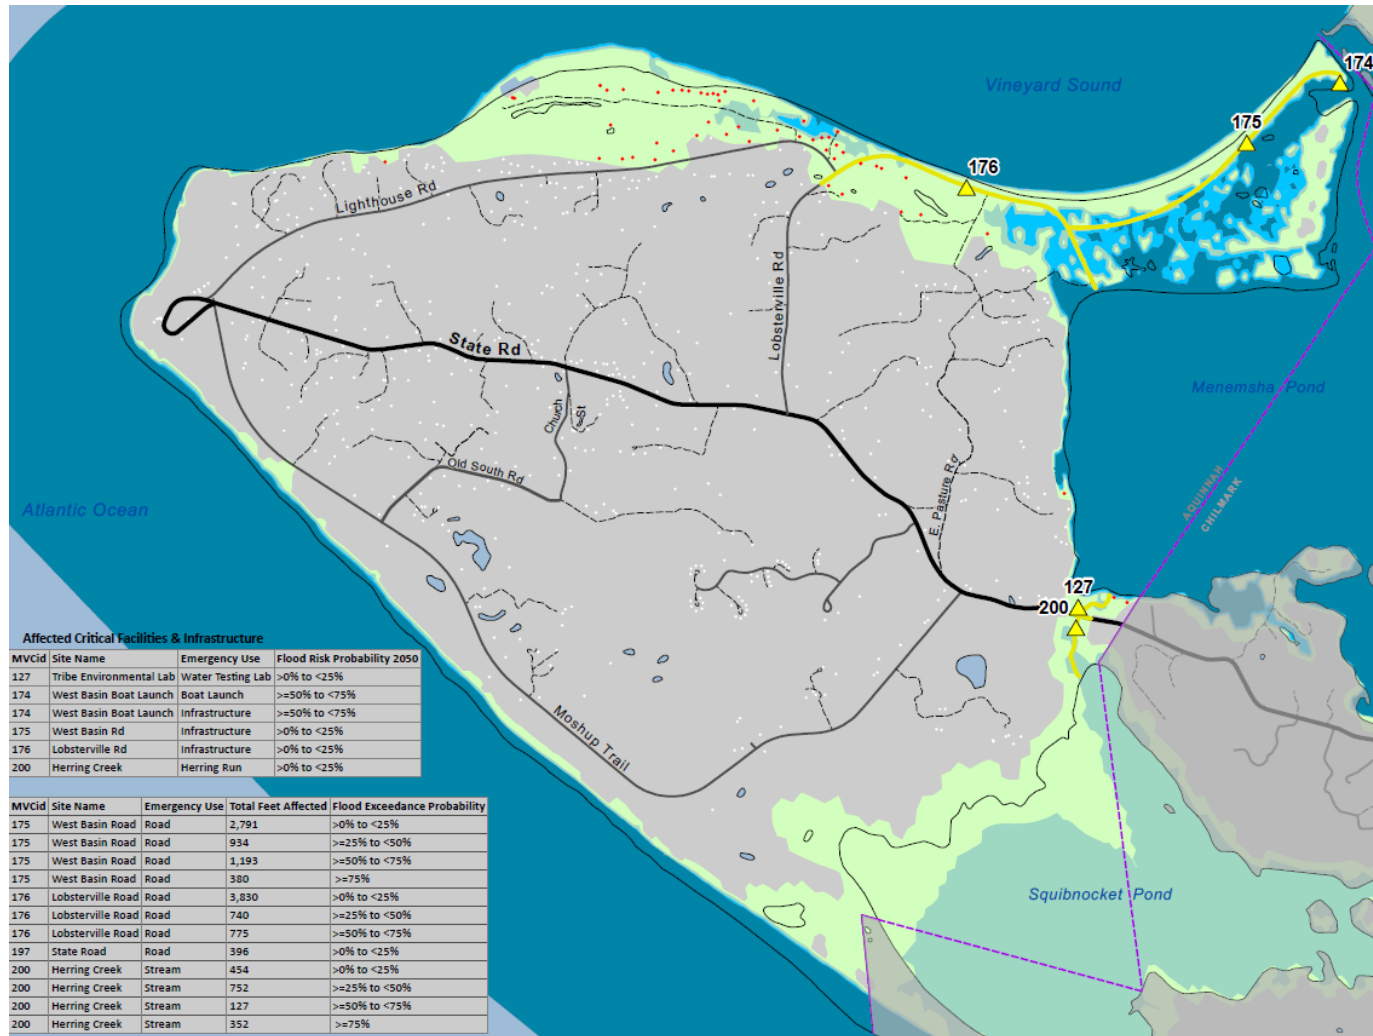 174
Vineyard Sound
175
176
Lighthouse Rd
Lobsterville Rd
State Rd
Menemsha Pond
Church
St
Old South Rd
E. Pasture Rd
AQUINNAH
CHILMARK
Atlantic Ocean
127
200
Moshup Trail
Squibnocket Pond
Affected Critical Facilities & Infrastructure
MVCid Site Name Emergency Use Flood Risk Probability 2050
127 Tribe Environmental Lab Water Testing Lab >0% to <25%
174 West Basin Boat Launch Boat Launch >=50% to <75%
174 West Basin Boat Launch Infrastructure >=50% to <75%
175 West Basin Rd Infrastructure >0% to <25%
176 Lobsterville Rd Infrastructure >0% to <25%
200 Herring Creek Herring Run >0% to <25%
MVCid Site Name Emergency Use Total Feet Affected Flood Exceedance Probability
175 West Basin Road Road 2,791 >0% to <25%
175 West Basin Road Road 934 >=25% to <50%
175 West Basin Road Road 1,193 >=50% to <75%
175 West Basin Road Road 380 >=75%
176 Lobsterville Road Road 3,830 >0% to <25%
176 Lobsterville Road Road 740 >=25% to <50%
176 Lobsterville Road Road 775 >=50% to <75%
197 State Road Road 396 >0% to <25%
200 Herring Creek Stream 454 >0% to <25%
200 Herring Creek Stream 752 >=25% to <50%
200 Herring Creek Stream 127 >=50% to <75%
200 Herring Creek Stream 352 >=75%